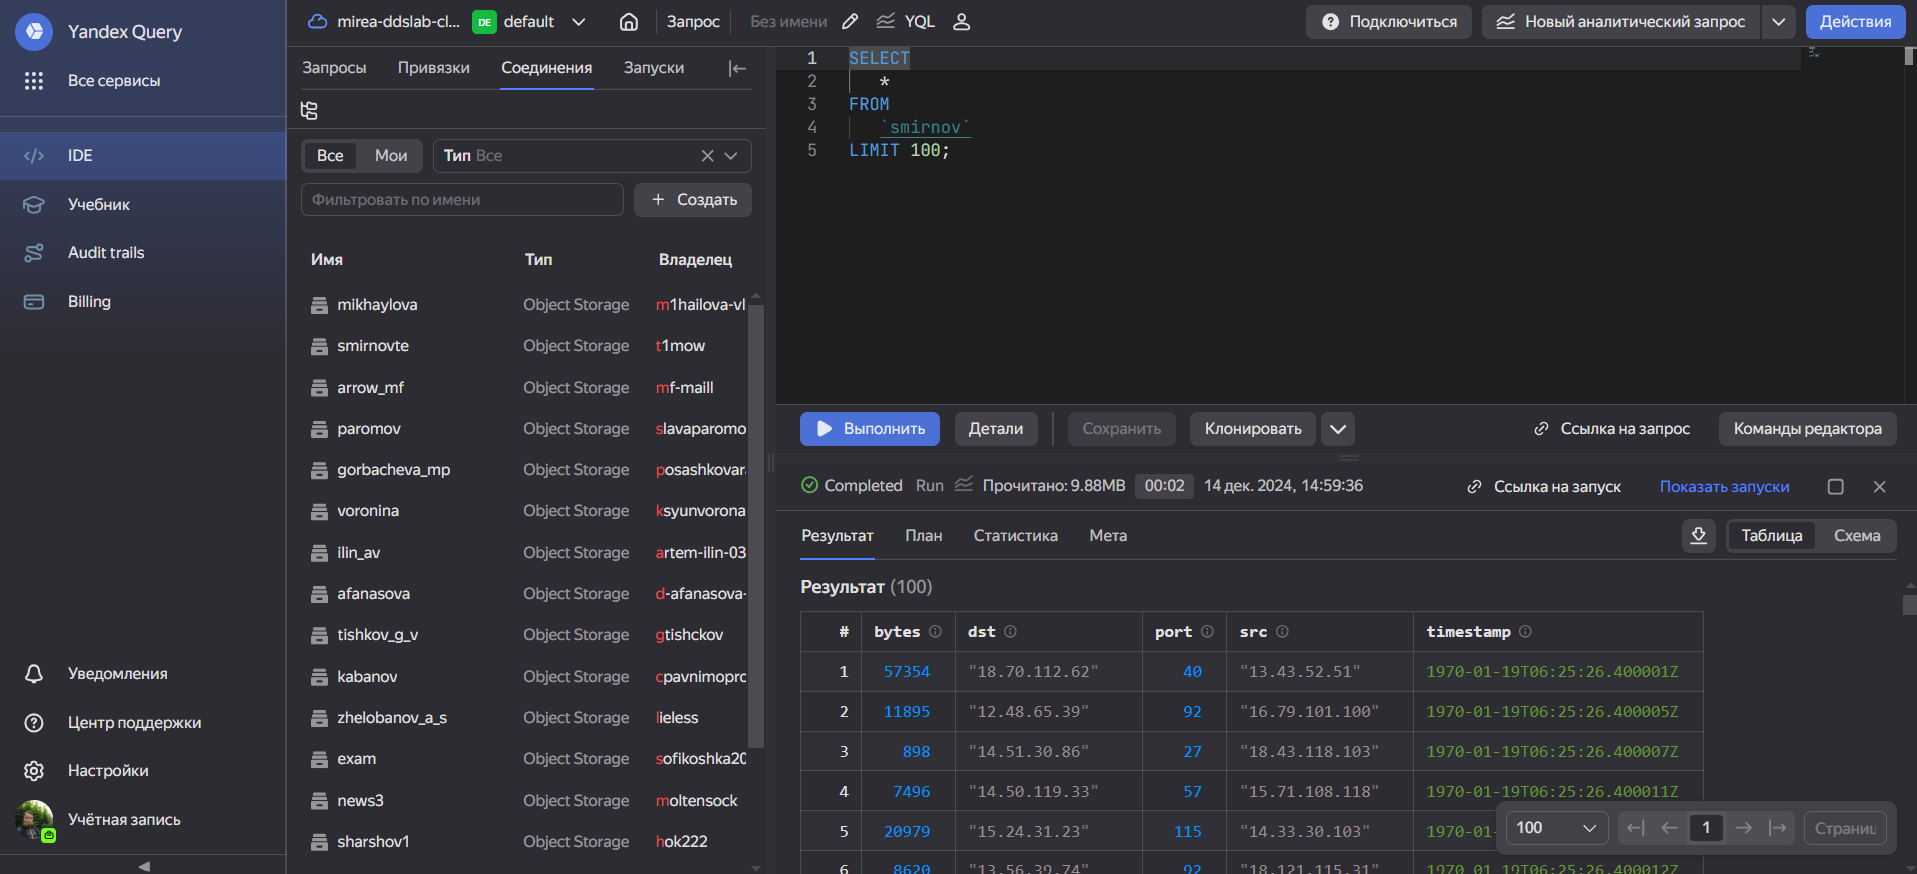 Yandex Query
Все сервисы
IDE
Учебник
Audit trails
Billing
Уведомления
Центр поддержки
Настройки
Учётная запись
mirea-ddslab-cl... DE default Запрос Без имени YQL Подключиться Новый аналитический запрос Действия
Запросы Привязки Соединения Запуски
Все Мои Тип Все
Фильтровать по имени + Создать
Имя Тип Владелец
mikhaylova Object Storage m1hailova-vl
smirnovte Object Storage t1mow
arrow_mf Object Storage mf-maill
paromov Object Storage slavaparomo
gorbacheva_mp Object Storage posashkovar
voronina Object Storage ksyunvorona
ilin_av Object Storage artem-ilin-03
afanasova Object Storage d-afanasova-
tishkov_g_v Object Storage gtishckov
kabanov Object Storage cpavnimopro
zhelobanov_a_s Object Storage lieless
exam Object Storage sofikoshka20
news3 Object Storage moltensock
sharshov1 Object Storage hok222
1 SELECT
2 *
3 FROM
4 `smirnov`
5 LIMIT 100;
Выполнить Детали Сохранить Клонировать Ссылка на запрос Команды редактора
Completed Run Прочитано: 9.88MB 00:02 14 дек. 2024, 14:59:36 Ссылка на запуск Показать запуски
Результат План Статистика Мета Таблица Схема
Результат (100)
# bytes dst port src timestamp
1 57354 "18.70.112.62" 40 "13.43.52.51" 1970-01-19T06:25:26.400001Z
2 11895 "12.48.65.39" 92 "16.79.101.100" 1970-01-19T06:25:26.400005Z
3 898 "14.51.30.86" 27 "18.43.118.103" 1970-01-19T06:25:26.400007Z
4 7496 "14.50.119.33" 57 "15.71.108.118" 1970-01-19T06:25:26.400011Z
5 20979 "15.24.31.23" 115 "14.33.30.103" 1970-01-
6 8620 "13.56.39.74" 92 "18.121.115.31" 1970-01-19T06:25:26.400012Z
100 1 Страниц